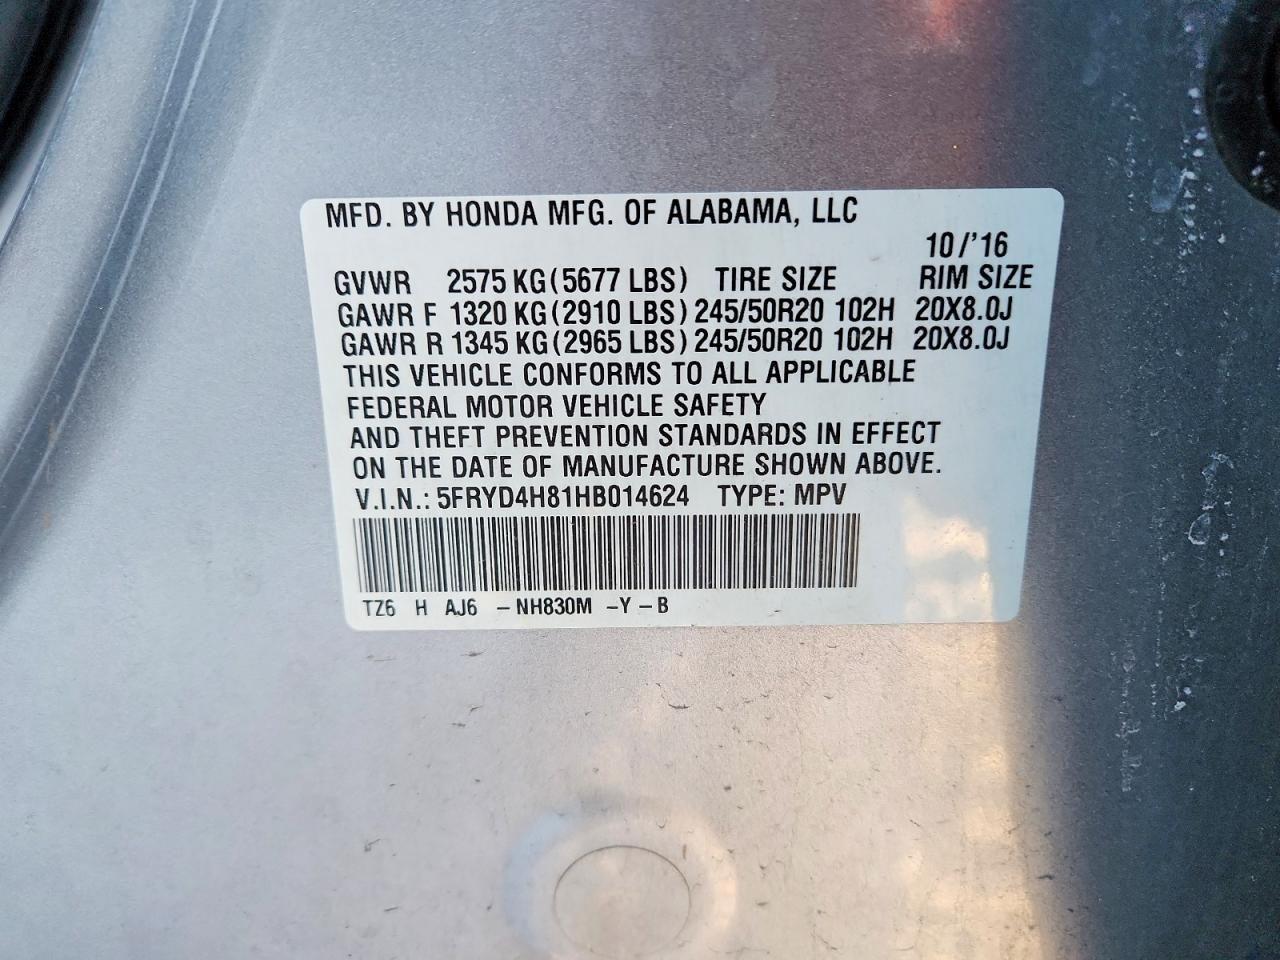 MFD. BY HONDA MFG. OF ALABAMA, LLC
10/'16
GVWR 2575 KG(5677 LBS) TIRE SIZE RIM SIZE
GAWR F 1320 KG(2910 LBS) 245/50R20 102H 20X8.0J
GAWR R 1345 KG(2965 LBS) 245/50R20 102H 20X8.0J
THIS VEHICLE CONFORMS TO ALL APPLICABLE
FEDERAL MOTOR VEHICLE SAFETY
AND THEFT PREVENTION STANDARDS IN EFFECT
ON THE DATE OF MANUFACTURE SHOWN ABOVE.
V.I.N.: 5FRYD4H81HB014624 TYPE: MPV
TZ6 H AJ6 -NH830M -Y-B